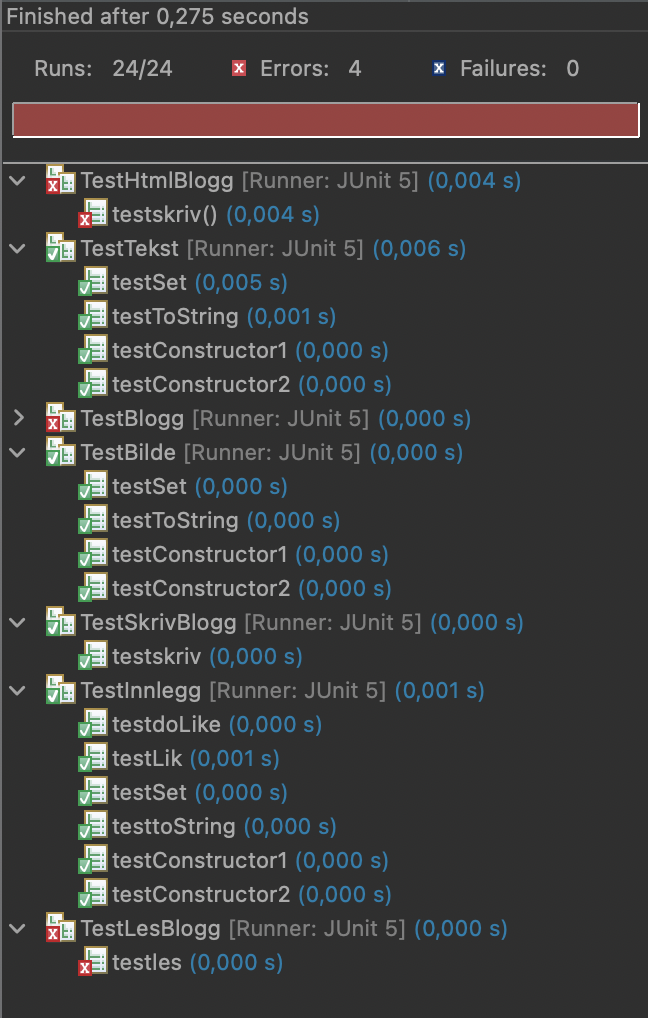 Finished after 0,275 seconds
Runs: 24/24 Errors: 4 Failures: 0
TestHtmlBlogg [Runner: JUnit 5] (0,004 s)
testskriv() (0,004 s)
TestTekst [Runner: JUnit 5] (0,006 s)
testSet (0,005 s)
testToString (0,001 s)
testConstructor1 (0,000 s)
testConstructor2 (0,000 s)
TestBlogg [Runner: JUnit 5] (0,000 s)
TestBilde [Runner: JUnit 5] (0,000 s)
testSet (0,000 s)
testToString (0,000 s)
testConstructor1 (0,000 s)
testConstructor2 (0,000 s)
TestSkrivBlogg [Runner: JUnit 5] (0,000 s)
testskriv (0,000 s)
TestInnlegg [Runner: JUnit 5] (0,001 s)
testdoLike (0,000 s)
testLik (0,001 s)
testSet (0,000 s)
testtoString (0,000 s)
testConstructor1 (0,000 s)
testConstructor2 (0,000 s)
TestLesBlogg [Runner: JUnit 5] (0,000 s)
testles (0,000 s)